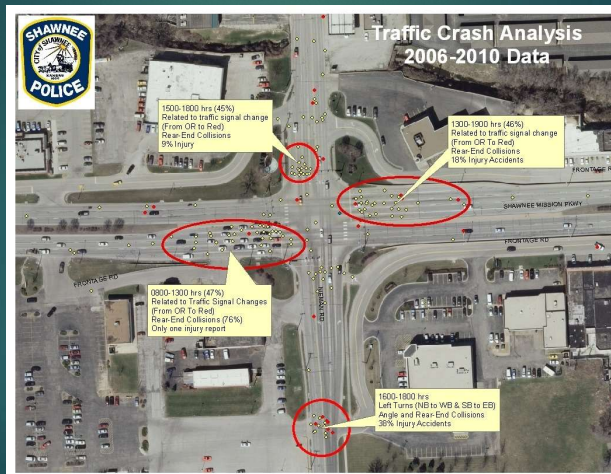 SHAWNEE
CITY OF SHAWNEE
KANSAS
POLICE
Traffic Crash Analysis
2006-2010 Data
1500-1800 hrs (45%)
Related to traffic signal change
(From OR to Red)
Rear-End Collisions
9% Injury
1300-1900 hrs (46%)
Related to traffic signal change
(From OR To Red)
Rear-End Collisions
18% Injury Accidents
FRONTAGE RD
SHAWNEE MISSION PKWY
FRONTAGE RD
FRONTAGE RD
NIEMAN RD
0800-1300 hrs (47%)
Related to Traffic Signal Changes
(From OR To Red)
Rear-End Collisions (76%)
Only one injury report
1600-1800 hrs
Left Turns (NB to WB & SB to EB)
Angle and Rear-End Collisions
38% Injury Accidents